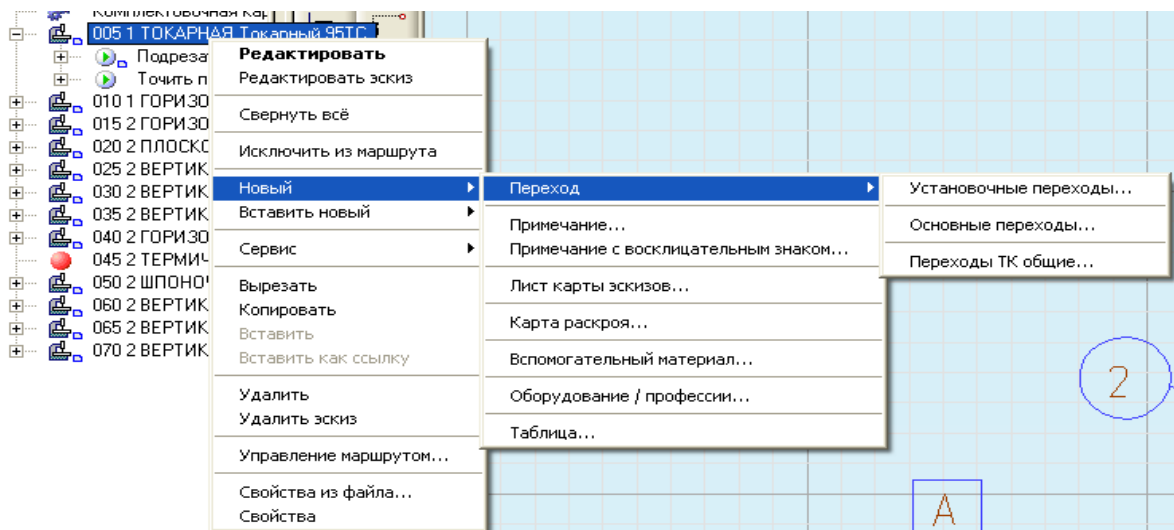 Комплектовочная кар
005 1 ТОКАРНАЯ Токарный 95ТС
Подреза
Точить п
010 1 ГОРИЗО
015 2 ГОРИЗО
020 2 ПЛОСКО
025 2 ВЕРТИК
030 2 ВЕРТИК
035 2 ВЕРТИК
040 2 ГОРИЗО
045 2 ТЕРМИЧ
050 2 ШПОНО
060 2 ВЕРТИК
065 2 ВЕРТИК
070 2 ВЕРТИК
Редактировать
Редактировать эскиз
Свернуть всё
Исключить из маршрута
Новый
Вставить новый
Сервис
Вырезать
Копировать
Вставить
Вставить как ссылку
Удалить
Удалить эскиз
Управление маршрутом...
Свойства из файла...
Свойства
Переход
Примечание...
Примечание с восклицательным знаком...
Лист карты эскизов...
Карта раскроя...
Вспомогательный материал...
Оборудование / профессии...
Таблица...
Установочные переходы...
Основные переходы...
Переходы ТК общие...
2
А